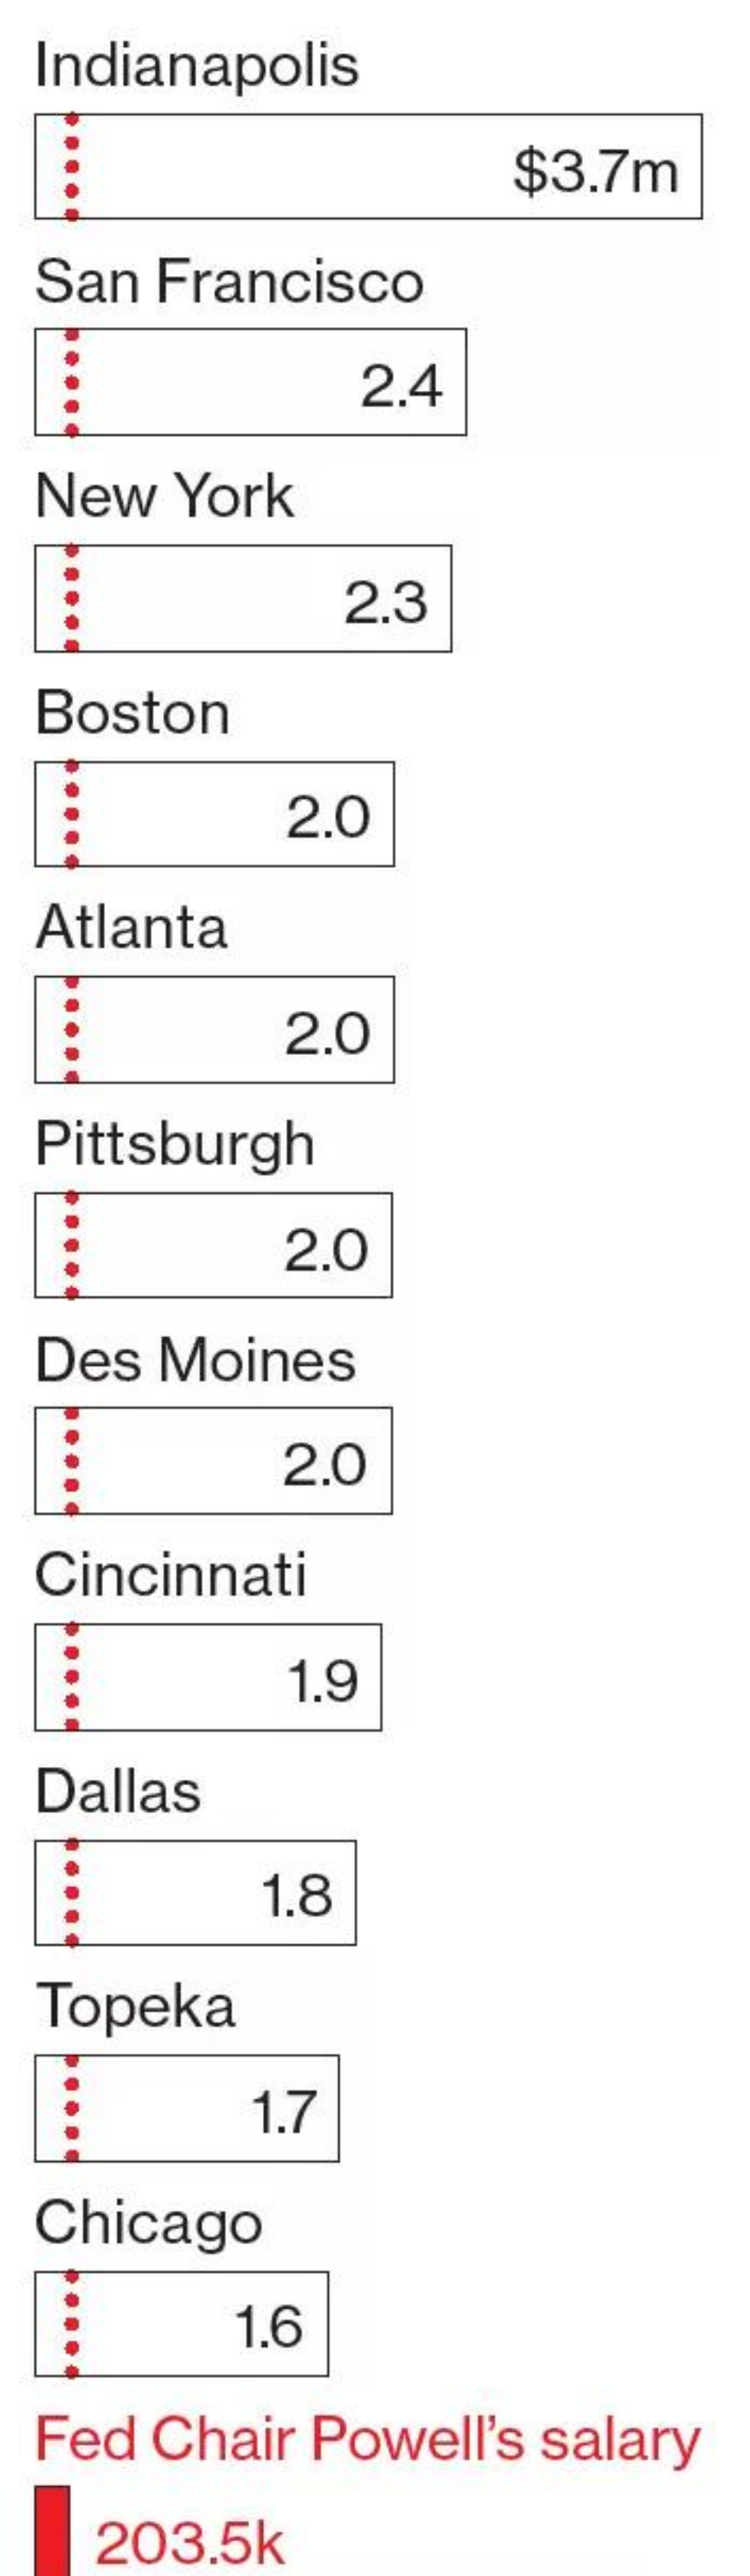 Indianapolis
$3.7m
San Francisco
2.4
New York
2.3
Boston
2.0
Atlanta
2.0
Pittsburgh
2.0
Des Moines
2.0
Cincinnati
1.9
Dallas
1.8
Topeka
1.7
Chicago
1.6
Fed Chair Powell’s salary
203.5k